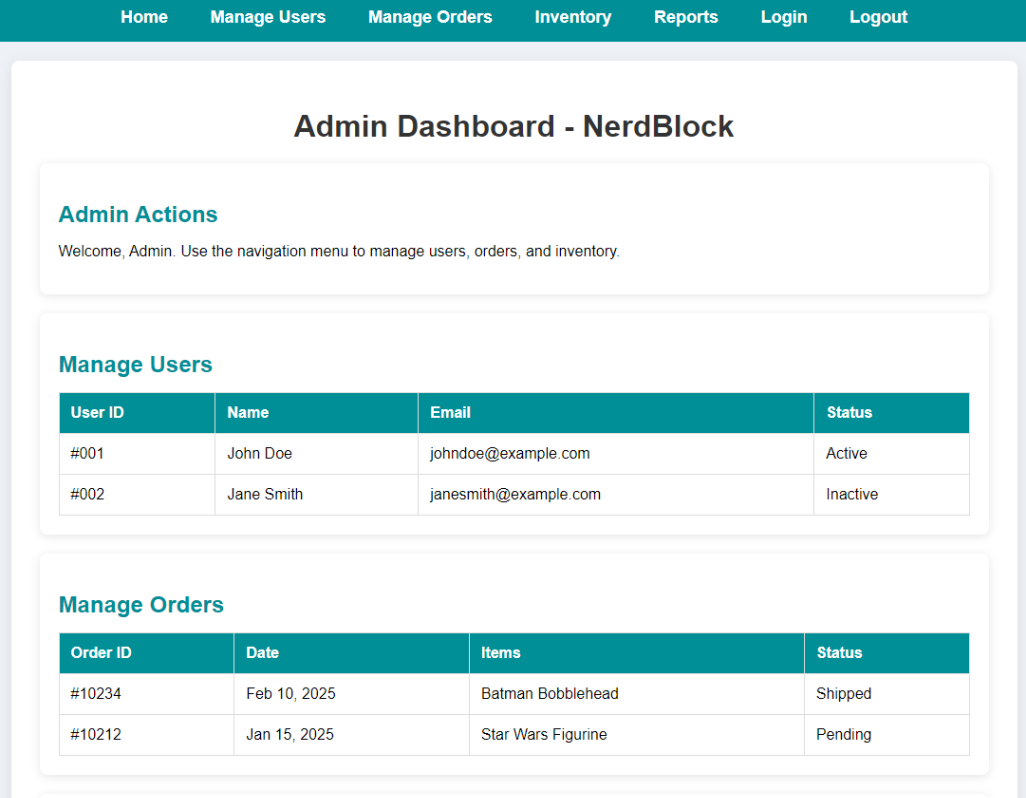 Home Manage Users Manage Orders Inventory Reports Login Logout
Admin Dashboard - NerdBlock
Admin Actions
Welcome, Admin. Use the navigation menu to manage users, orders, and inventory.
Manage Users
User ID Name Email Status
#001 John Doe johndoe@example.com Active
#002 Jane Smith janesmith@example.com Inactive
Manage Orders
Order ID Date Items Status
#10234 Feb 10, 2025 Batman Bobblehead Shipped
#10212 Jan 15, 2025 Star Wars Figurine Pending